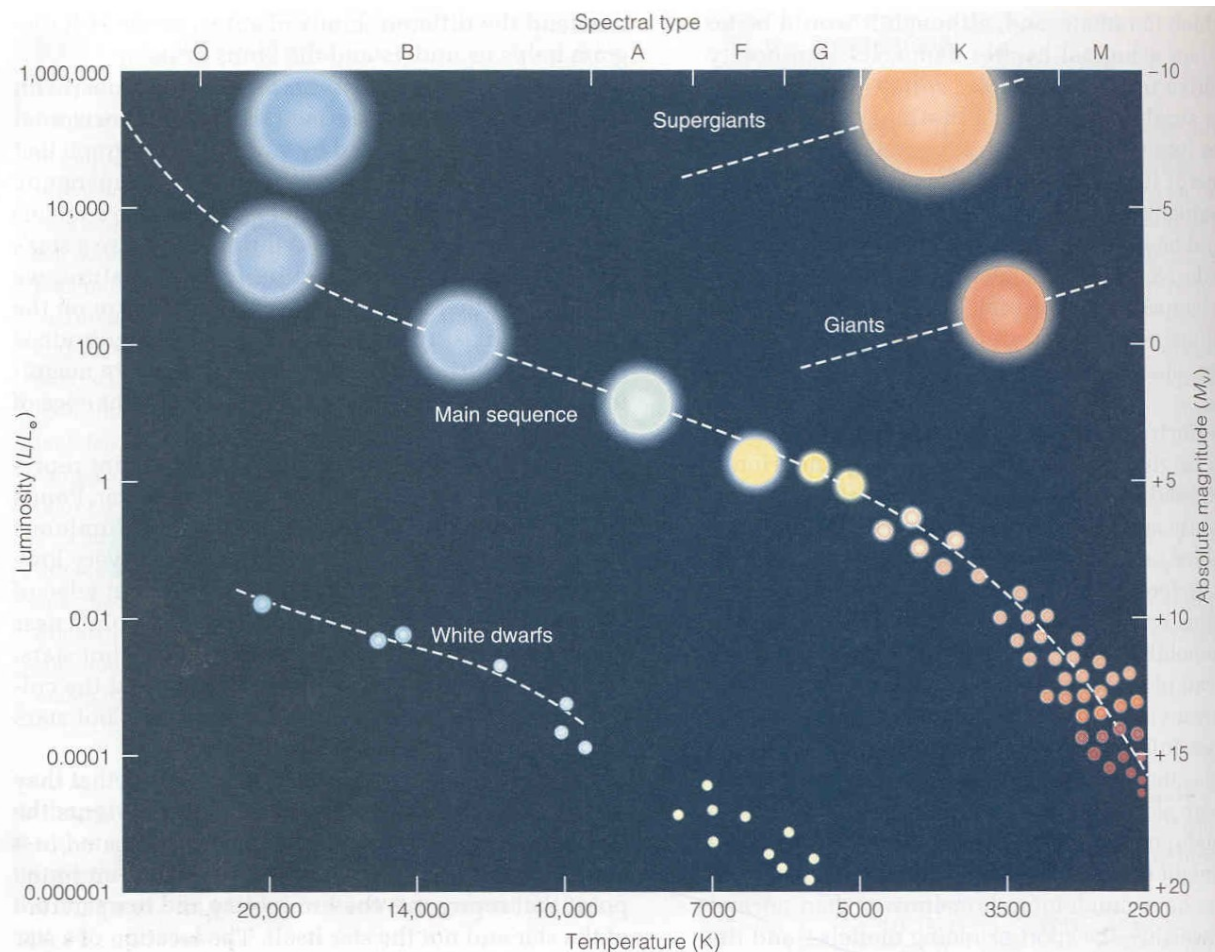 Spectral type
O B A F G K M
1,000,000 −10
Supergiants
10,000 −5
Giants
100 0
Main sequence
1 +5
0.01 +10
White dwarfs
0.0001 +15
0.000001 +20
20,000 14,000 10,000 7000 5000 3500 2500
Temperature (K)
Luminosity (L/L⊙)
Absolute magnitude (Mv)